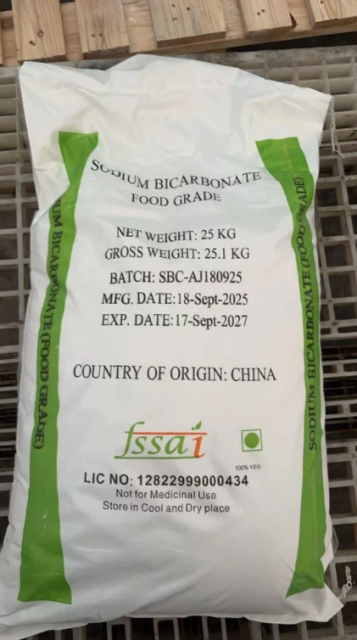 SODIUM BICARBONATE
FOOD GRADE
NET WEIGHT: 25 KG
GROSS WEIGHT: 25.1 KG
BATCH: SBC-AJ180925
MFG. DATE:18-Sept-2025
EXP. DATE:17-Sept-2027
COUNTRY OF ORIGIN: CHINA
fssai
100% VEG
LIC NO: 12822999000434
Not for Medicinal Use
Store in Cool and Dry place
UM BICARBONATE (FOOD GRADE)
SODIUM BICARBONATE (FOOD GRADE)